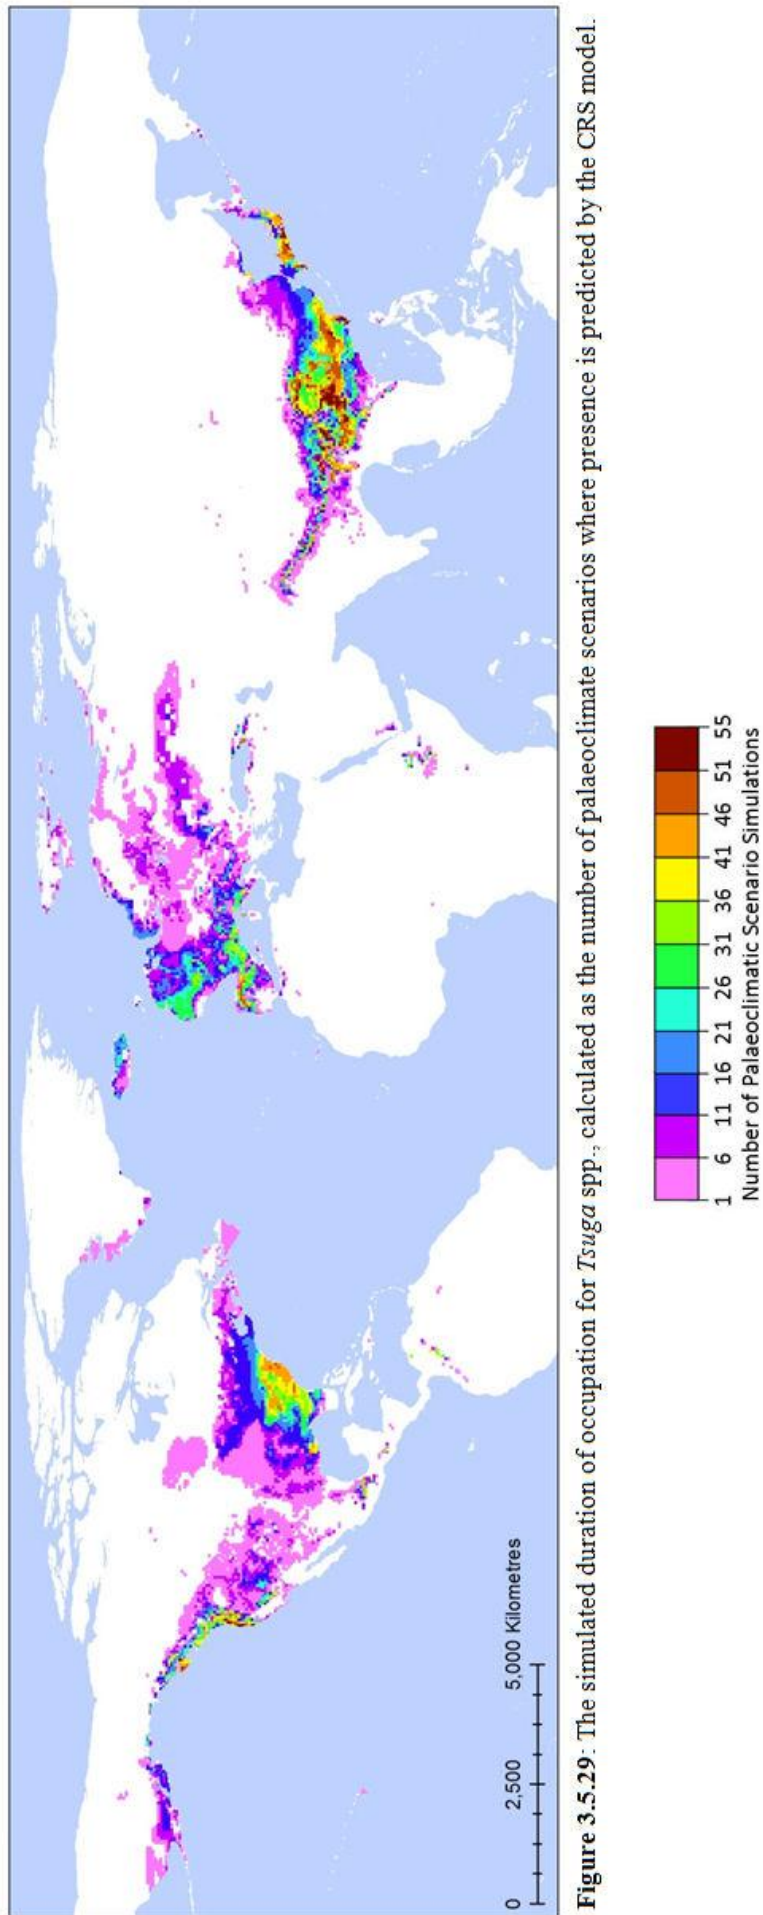 0 2,500 5,000 Kilometres
Figure 3.5.29: The simulated duration of occupation for Tsuga spp., calculated as the number of palaeoclimate scenarios where presence is predicted by the CRS model.
1 6 11 16 21 26 31 36 41 46 51 55
Number of Palaeoclimatic Scenario Simulations